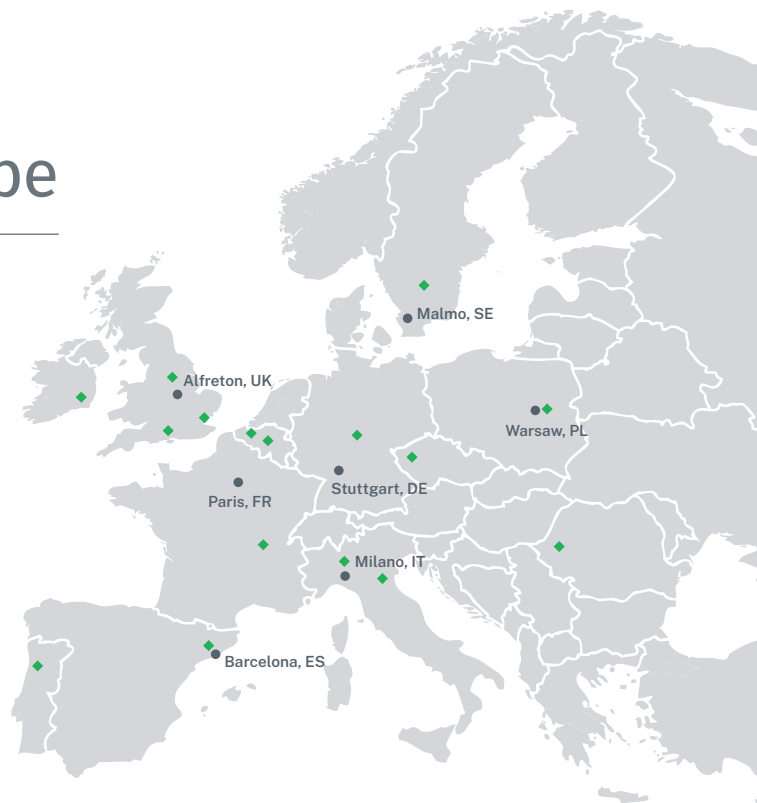 pe
Malmo, SE
Alfreton, UK
Warsaw, PL
Stuttgart, DE
Paris, FR
Milano, IT
Barcelona, ES